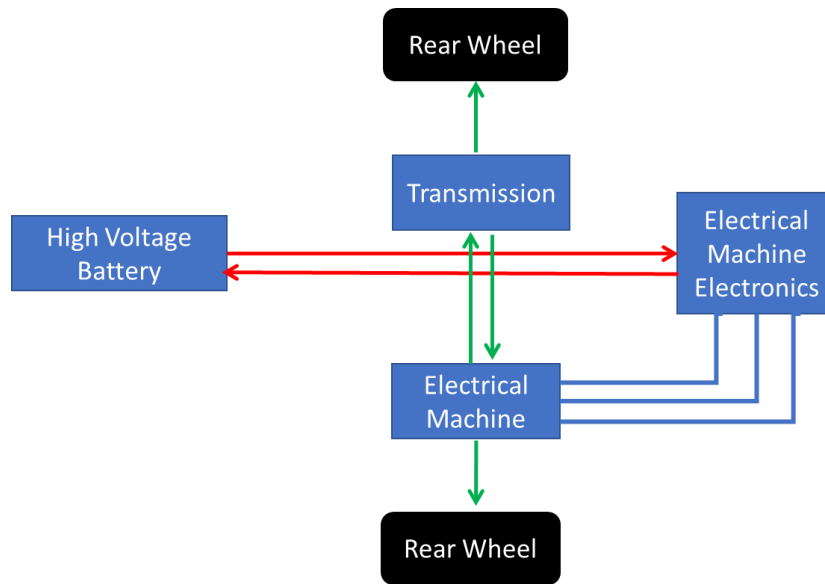 Rear Wheel
Transmission
High Voltage
Battery
Electrical
Machine
Electronics
Electrical
Machine
Rear Wheel